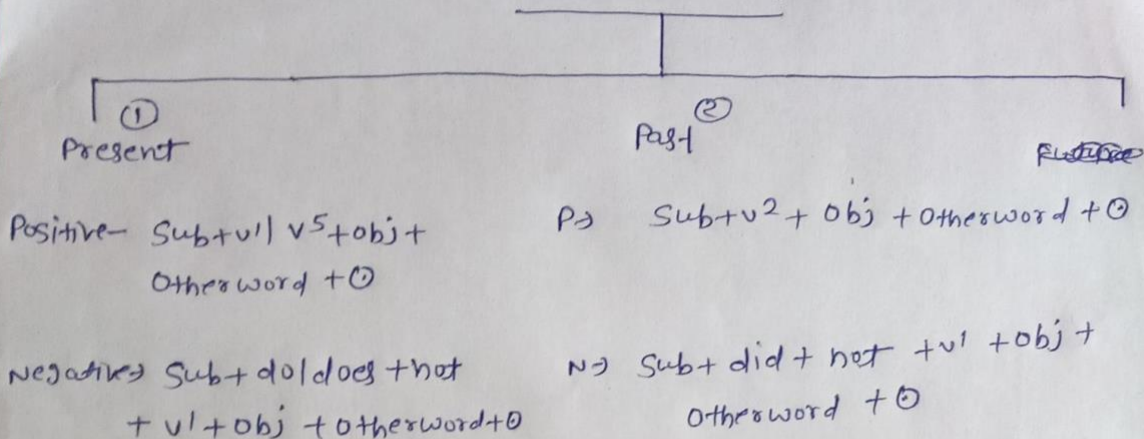 ① 
Present
②
Past
Positive- Sub+v1/v5+obj+
Otherword +⊙
P→ Sub+v2+ Obj +Otherword +⊙
Negative→ Sub+do/does+not
+ v1+obj +otherword+⊙
N→ Sub+ did + not +v1 +obj +
Otherword +⊙